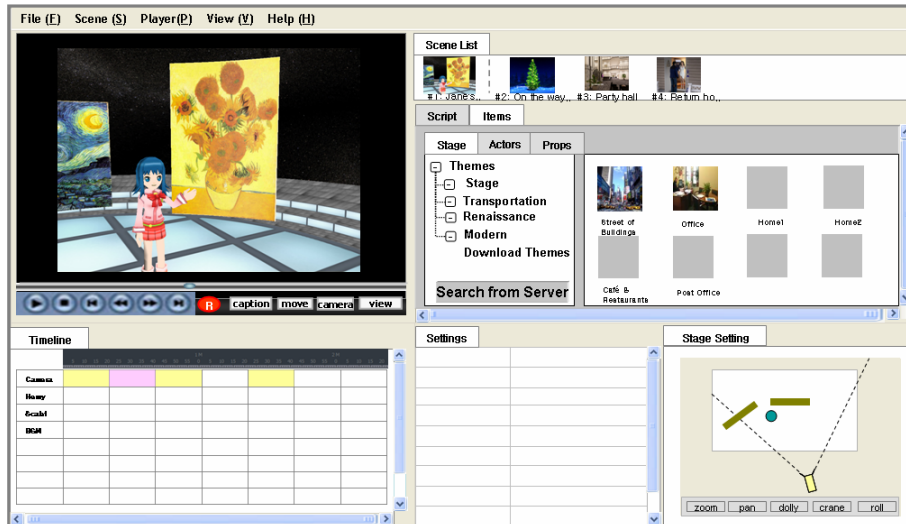 File (F) Scene (S) Player(P) View (V) Help (H)
Scene List
#1: Jane's..
#2: On the way,,
#3: Party hall
#4: Return ho,,
Script Items
Stage Actors Props
Themes
Stage
Transportation
Renaissance
Modern
Download Themes
Search from Server
Street of
Buildings
Office
Home1
Home2
Café &
Restaurants
Post Office
R caption move camera view
Timeline
Camera
BGM
Settings
Stage Setting
zoom pan dolly crane roll